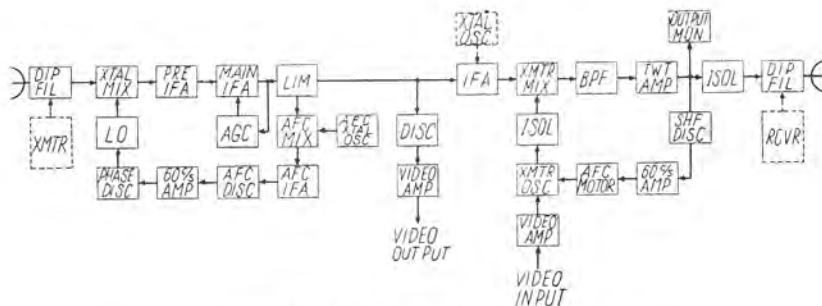 XTAL
OSC
OUTPUT
MON
DIP
FIL
XTAL
MIX
PRE
IFA
MAIN
IFA
LIM
IFA
XMTR
MIX
BPF
TWT
AMP
ISOL
DIP
FIL
XMTR
LO
AGC
AFC
MIX
AFC
XTAL
OSC
DISC
ISOL
SHF
DISC
RCVR
PHASE
DISC
60%
AMP
AFC
DISC
AFC
IFA
VIDEO
AMP
XMTR
OSC
AFC
MOTOR
60%
AMP
VIDEO
OUTPUT
VIDEO
AMP
VIDEO
INPUT